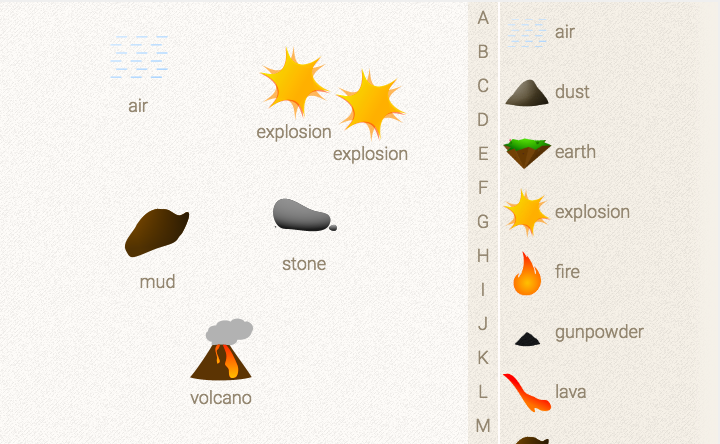 air
explosion
explosion
mud
stone
volcano
A
B
C
D
E
F
G
H
I
J
K
L
M
air
dust
earth
explosion
fire
gunpowder
lava